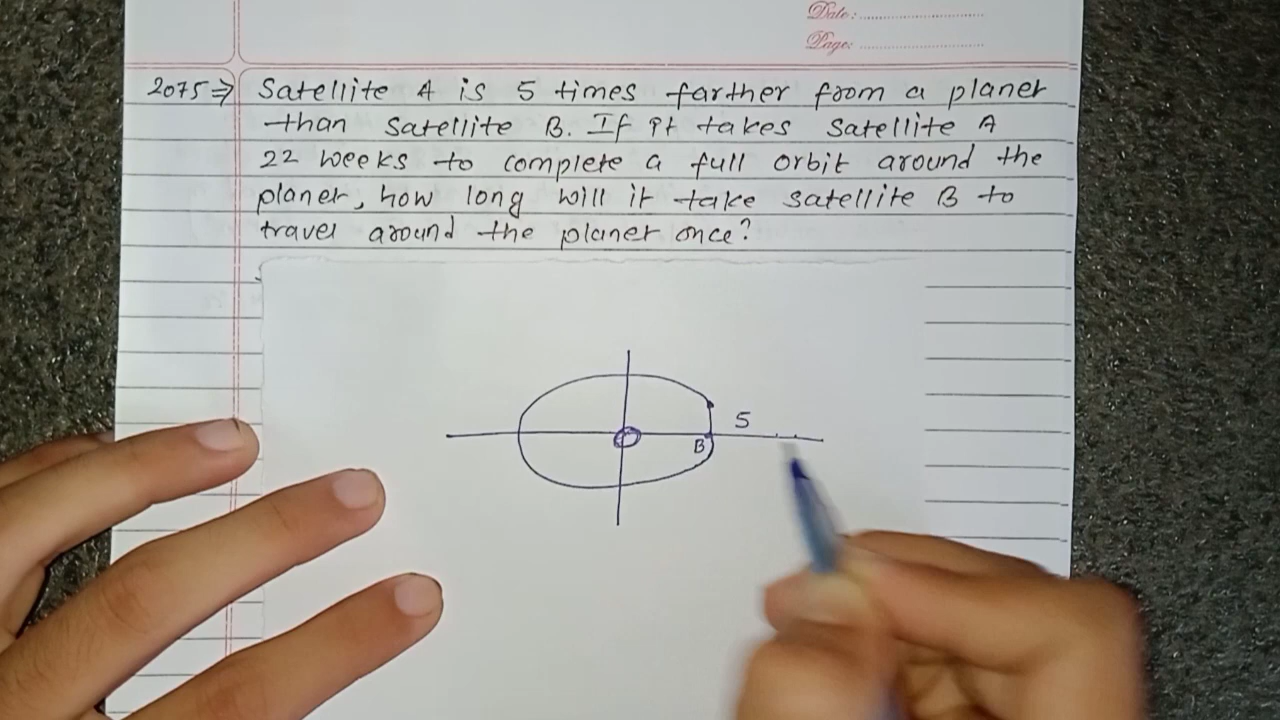 Date:
Page:
2075⇒ Satellite A is 5 times farther from a planet
than Satellite B. If it takes satellite A
22 weeks to complete a full orbit around the
planet, how long will it take satellite B to
travel around the planet once?
5
B